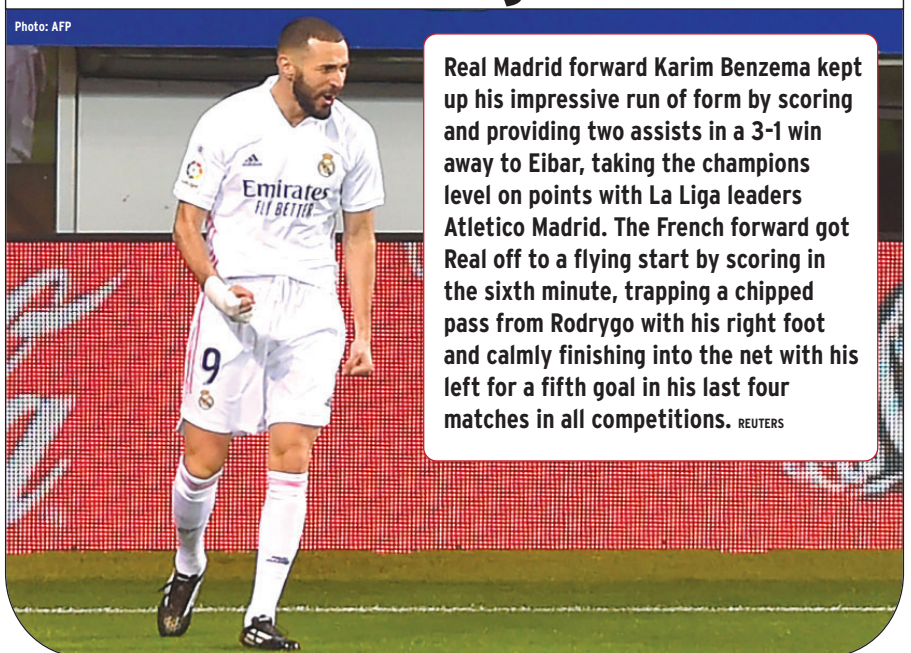 Photo: AFP
Real Madrid forward Karim Benzema kept
up his impressive run of form by scoring
and providing two assists in a 3-1 win
away to Eibar, taking the champions
level on points with La Liga leaders
Atletico Madrid. The French forward got
Real off to a flying start by scoring in
the sixth minute, trapping a chipped
pass from Rodrygo with his right foot
and calmly finishing into the net with his
left for a fifth goal in his last four
matches in all competitions. REUTERS
Emirates
FLY BETTER
9